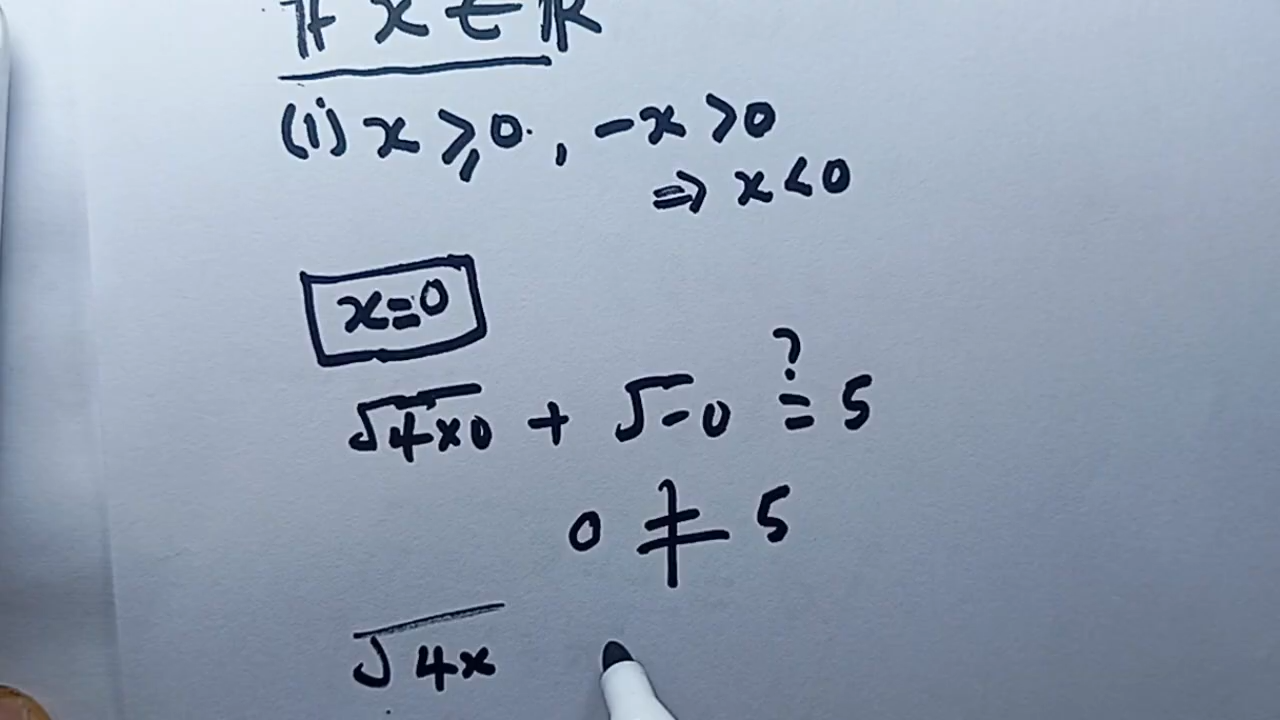 If x ∈ ℝ
(i) x ⩾ 0, -x > 0
⇒ x < 0
x = 0
√4×0 + √-0 ≟ 5
0 ≠ 5
√4x